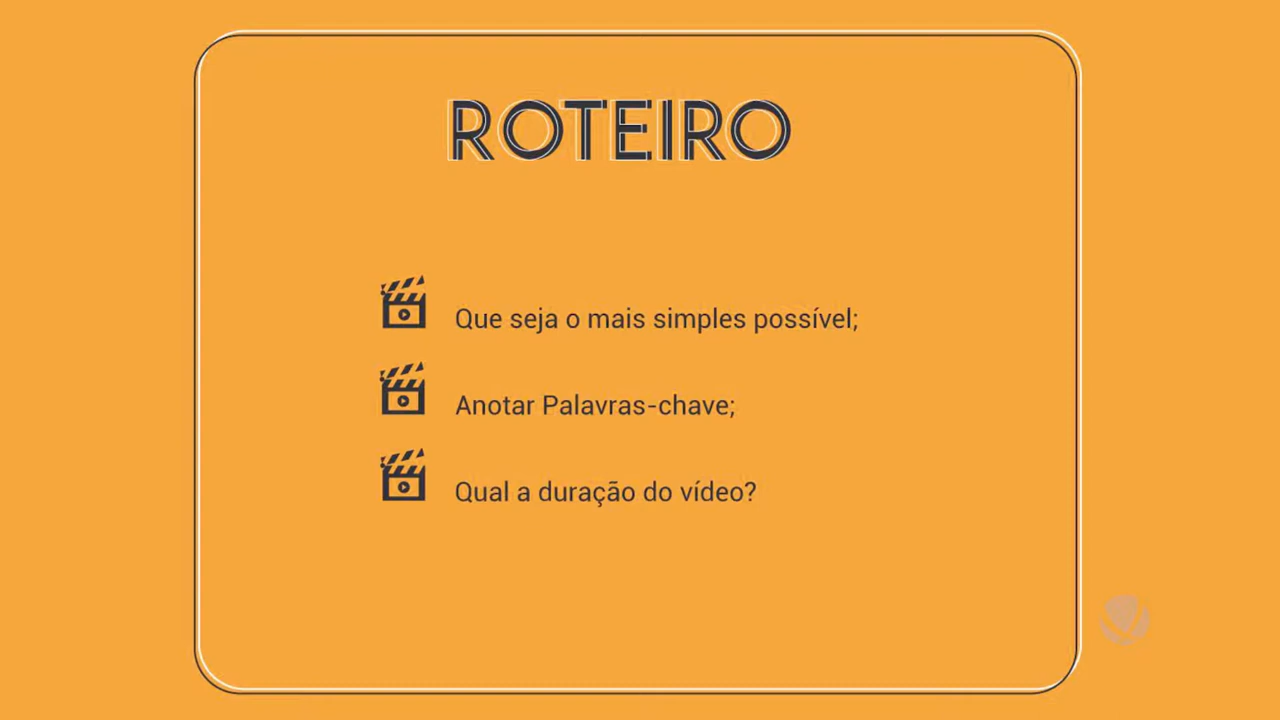 ROTEIRO
Que seja o mais simples possível;
Anotar Palavras-chave;
Qual a duração do vídeo?